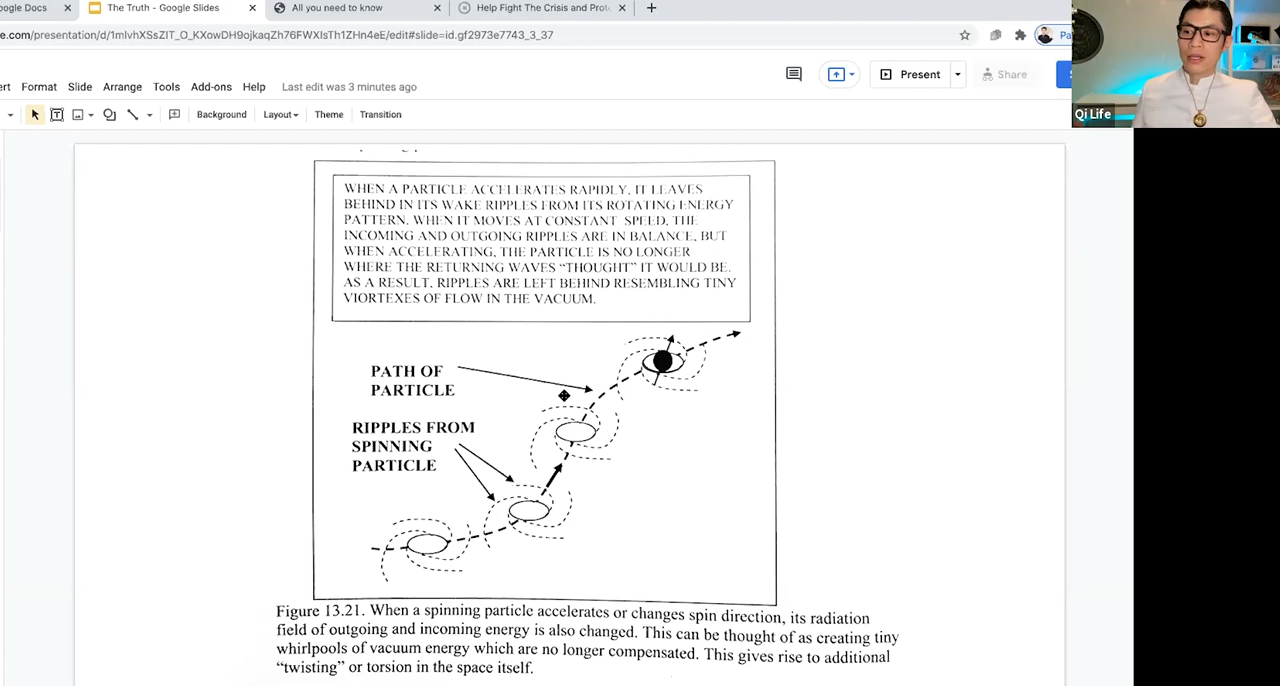 oogle Docs
The Truth - Google Slides
All you need to know
Help Fight The Crisis and Prot
e.com/presentation/d/1mlvhXSsZIT_O_KXowDH9ojkaqZh76FWXIsTh1ZHn4eE/edit#slide=id.gf2973e7743_3_37
Pa
ert Format Slide Arrange Tools Add-ons Help Last edit was 3 minutes ago
Present
Share
Background Layout Theme Transition
Qi Life
WHEN A PARTICLE ACCELERATES RAPIDLY, IT LEAVES
BEHIND IN ITS WAKE RIPPLES FROM ITS ROTATING ENERGY
PATTERN. WHEN IT MOVES AT CONSTANT SPEED, THE
INCOMING AND OUTGOING RIPPLES ARE IN BALANCE, BUT
WHEN ACCELERATING, THE PARTICLE IS NO LONGER
WHERE THE RETURNING WAVES “THOUGHT” IT WOULD BE.
AS A RESULT, RIPPLES ARE LEFT BEHIND RESEMBLING TINY
VIORTEXES OF FLOW IN THE VACUUM.
PATH OF
PARTICLE
RIPPLES FROM
SPINNING
PARTICLE
Figure 13.21. When a spinning particle accelerates or changes spin direction, its radiation
field of outgoing and incoming energy is also changed. This can be thought of as creating tiny
whirlpools of vacuum energy which are no longer compensated. This gives rise to additional
“twisting” or torsion in the space itself.